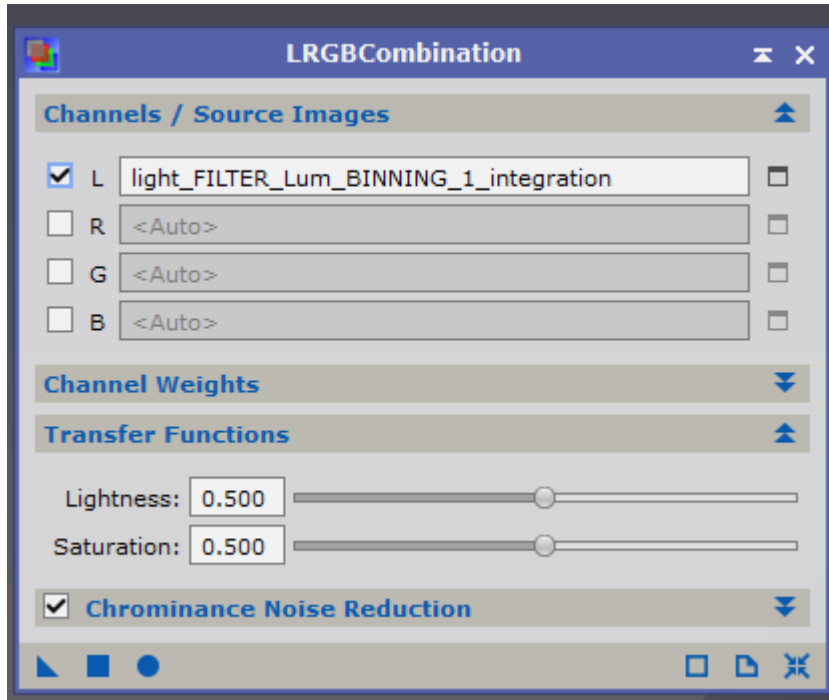 LRGBCombination
Channels / Source Images
L light_FILTER_Lum_BINNING_1_integration
R <Auto>
G <Auto>
B <Auto>
Channel Weights
Transfer Functions
Lightness: 0.500
Saturation: 0.500
Chrominance Noise Reduction